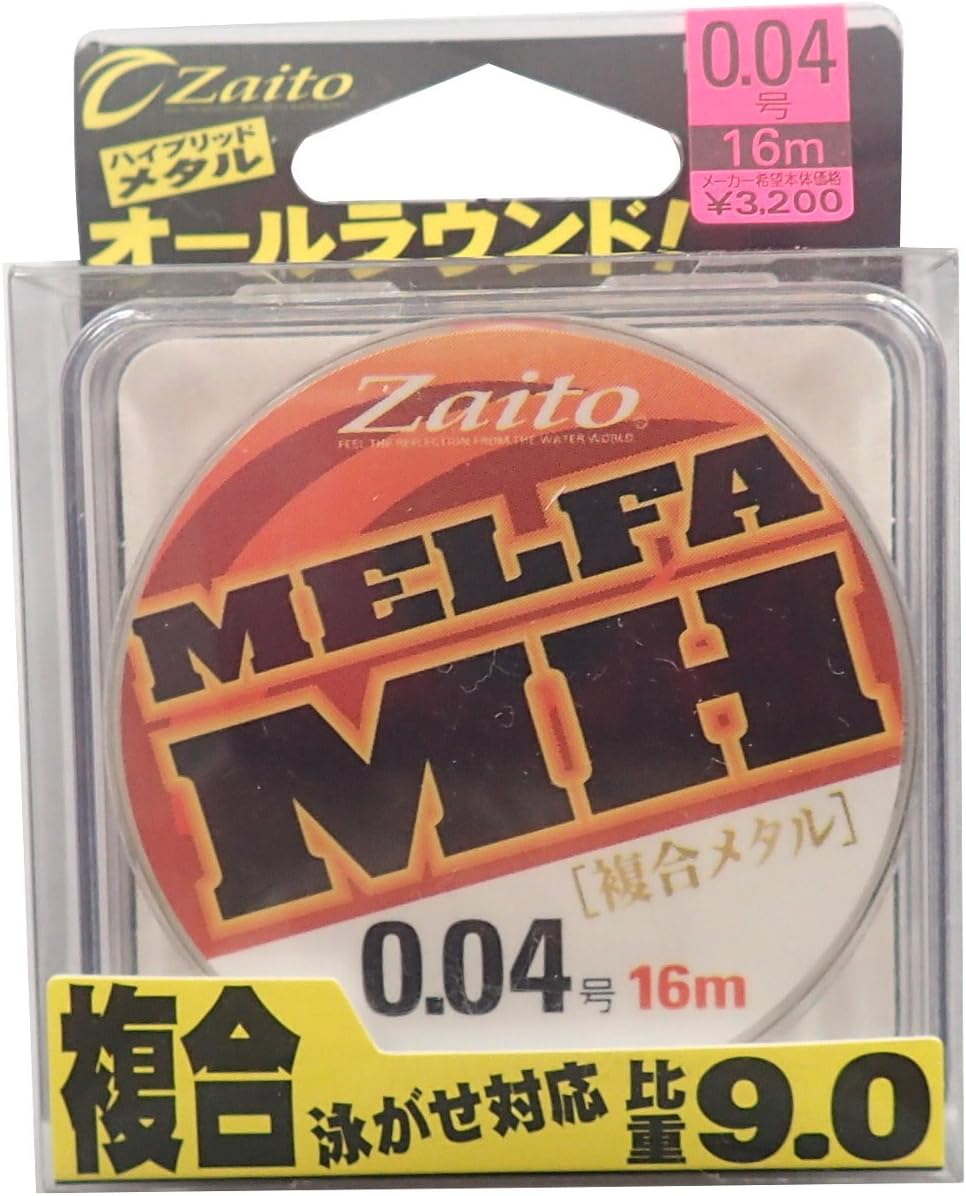 Zaito
ハイブリッド
メタル
オールラウンド!
0.04
号
16m
メーカー希望本体価格
¥3,200
Zaito
FEEL THE REFLECTION FROM THE WATER WORLD
MELFA
MH
[複合メタル]
0.04号 16m
複合 泳がせ対応 比重9.0